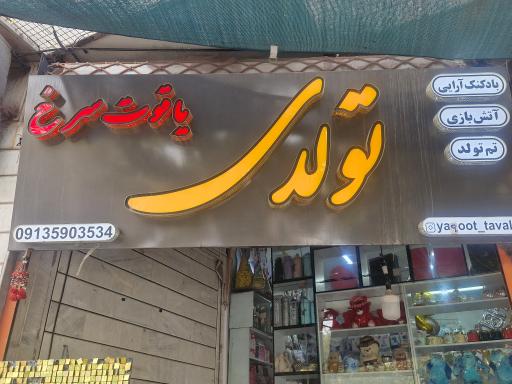 تولدی
یاقوت سرخ
بادکنک آرایی
آتش بازی
تم تولد
09135903534
yaqoot_taval